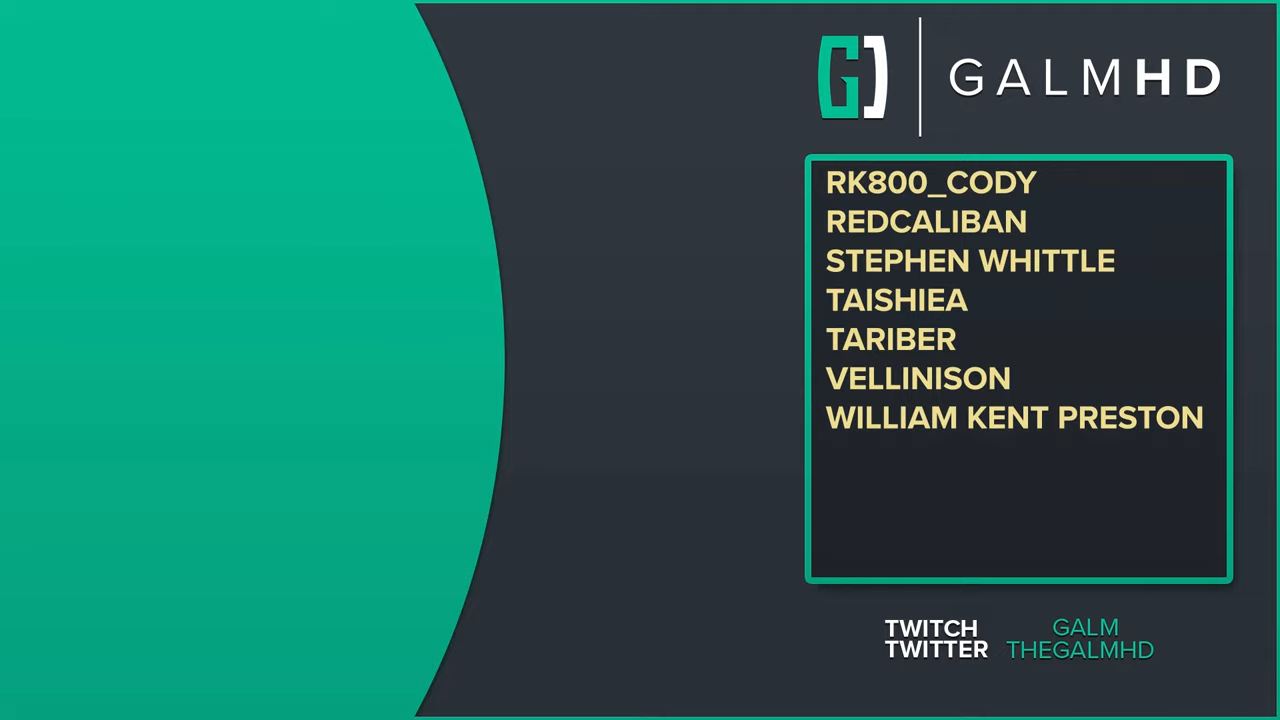 GALMHD
RK800_CODY
REDCALIBAN
STEPHEN WHITTLE
TAISHIEA
TARIBER
VELLINISON
WILLIAM KENT PRESTON
TWITCH GALM
TWITTER THEGALMHD